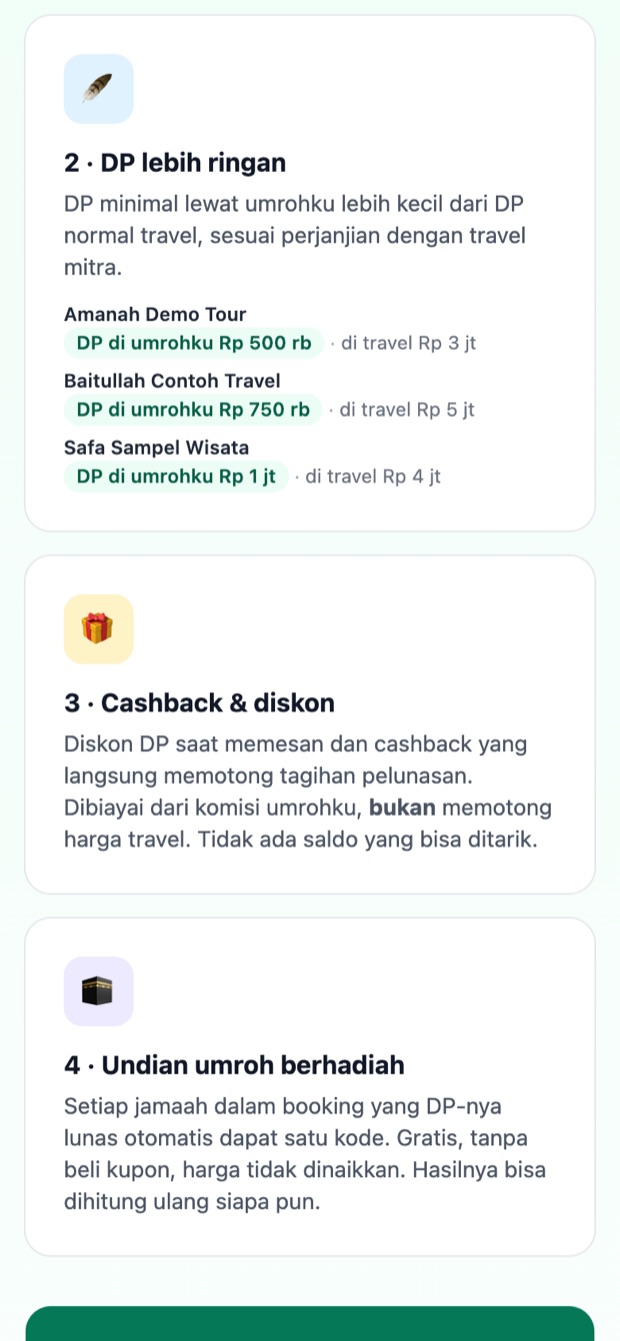 2 · DP lebih ringan
DP minimal lewat umrohku lebih kecil dari DP
normal travel, sesuai perjanjian dengan travel
mitra.
Amanah Demo Tour
DP di umrohku Rp 500 rb · di travel Rp 3 jt
Baitullah Contoh Travel
DP di umrohku Rp 750 rb · di travel Rp 5 jt
Safa Sampel Wisata
DP di umrohku Rp 1 jt · di travel Rp 4 jt
3 · Cashback & diskon
Diskon DP saat memesan dan cashback yang
langsung memotong tagihan pelunasan.
Dibiayai dari komisi umrohku, bukan memotong
harga travel. Tidak ada saldo yang bisa ditarik.
4 · Undian umroh berhadiah
Setiap jamaah dalam booking yang DP-nya
lunas otomatis dapat satu kode. Gratis, tanpa
beli kupon, harga tidak dinaikkan. Hasilnya bisa
dihitung ulang siapa pun.